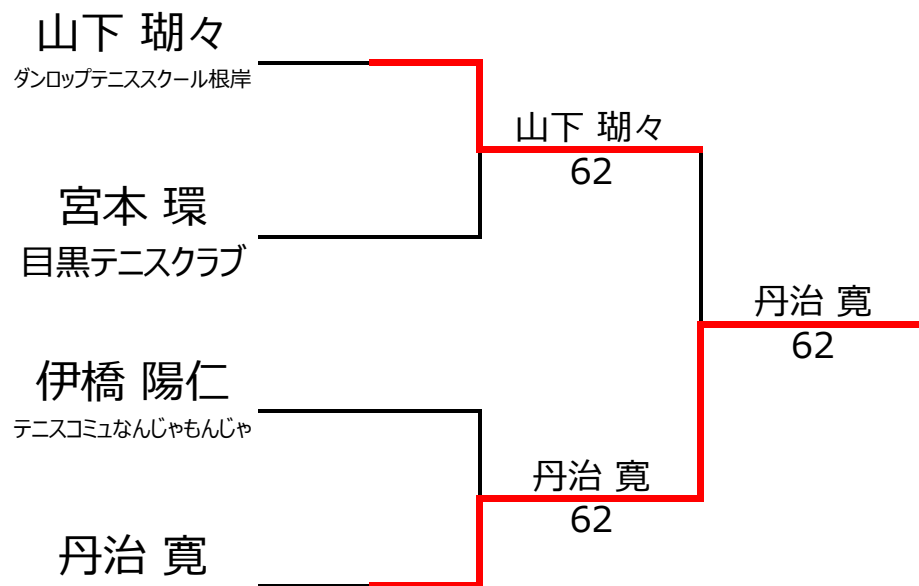 山下 瑚々
ダンロップテニススクール根岸
山下 瑚々
62
宮本 環
目黒テニスクラブ
丹治 寛
62
伊橋 陽仁
テニスコミュなんじゃもんじゃ
丹治 寛
62
丹治 寛